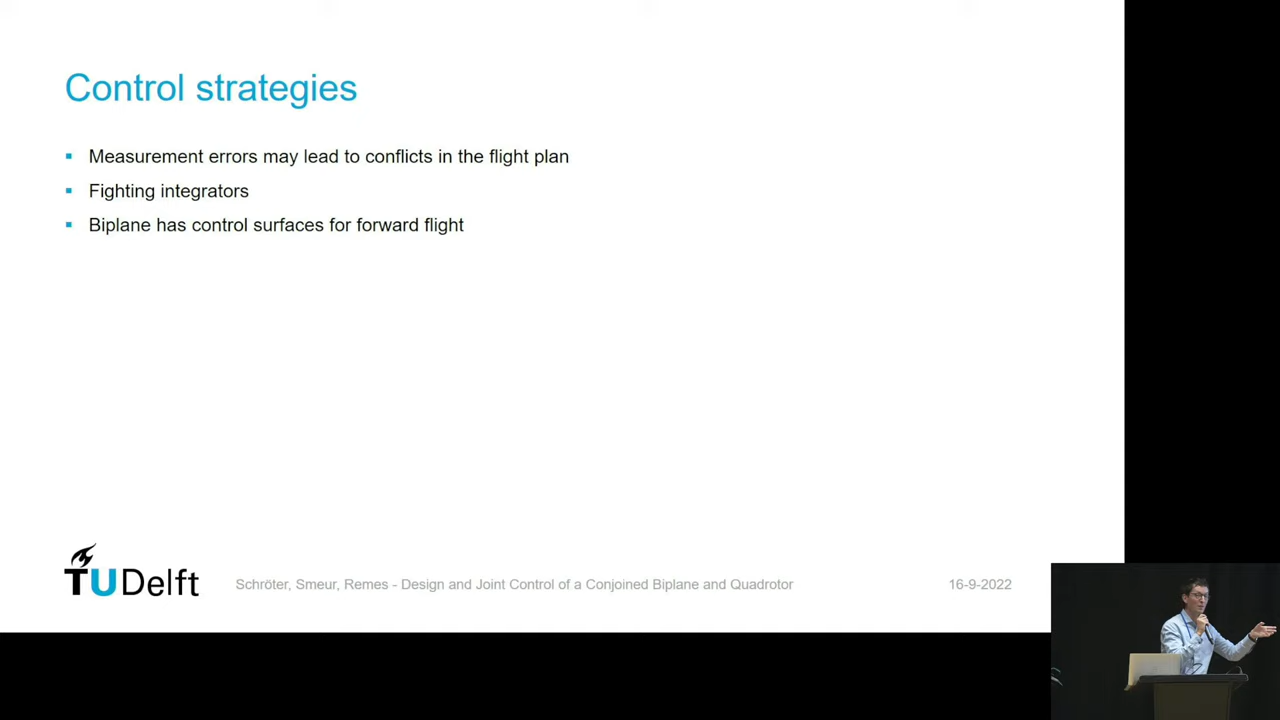 Control strategies
Measurement errors may lead to conflicts in the flight plan
Fighting integrators
Biplane has control surfaces for forward flight
TUDelft
Schröter, Smeur, Remes - Design and Joint Control of a Conjoined Biplane and Quadrotor
16-9-2022